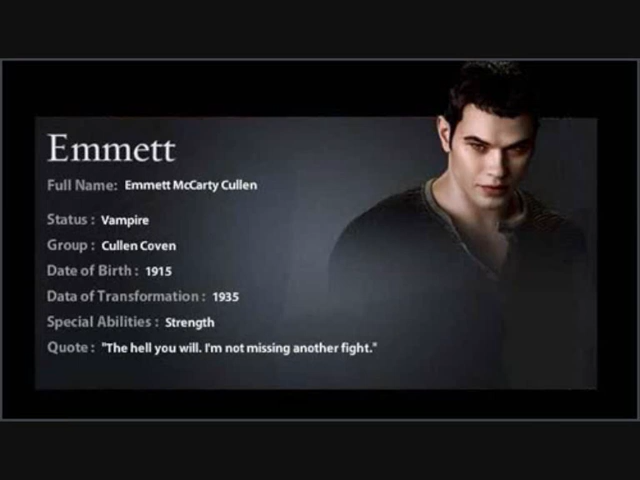 Emmett
Full Name: Emmett McCarty Cullen
Status : Vampire
Group : Cullen Coven
Date of Birth : 1915
Data of Transformation : 1935
Special Abilities : Strength
Quote : "The hell you will. I'm not missing another fight."